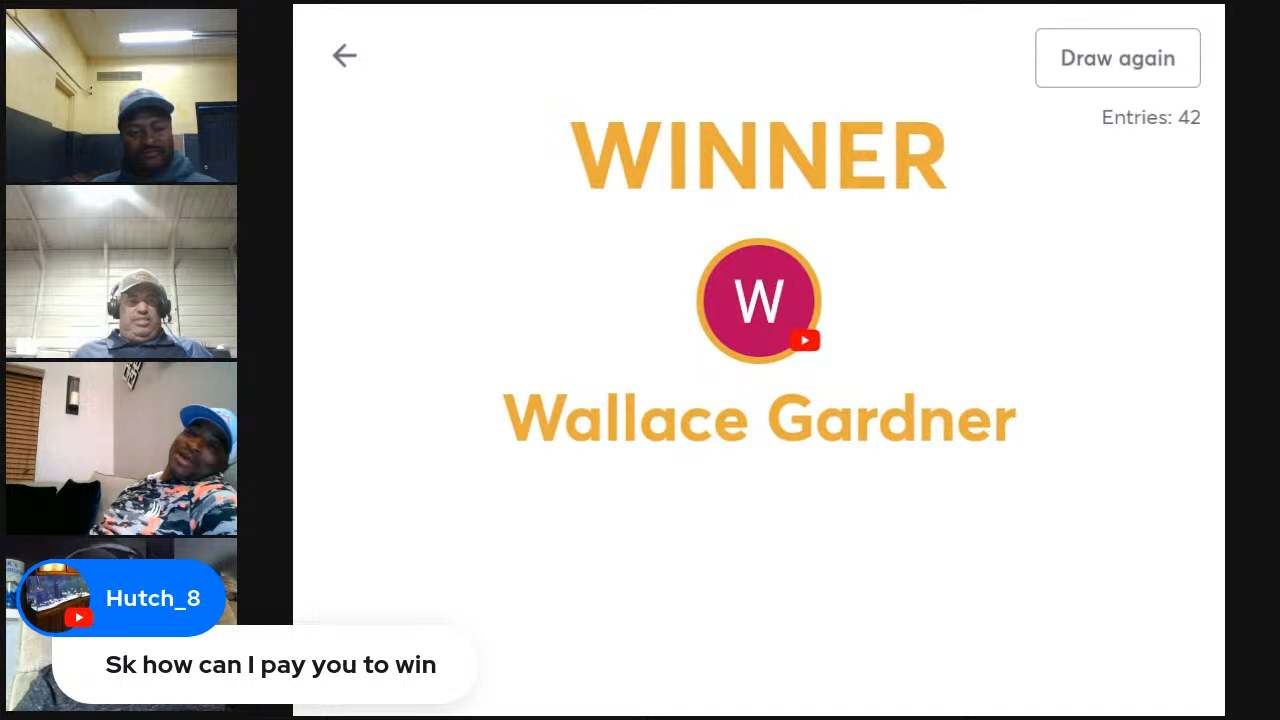 Draw again
Entries: 42
WINNER
W
Wallace Gardner
Hutch_8
Sk how can I pay you to win